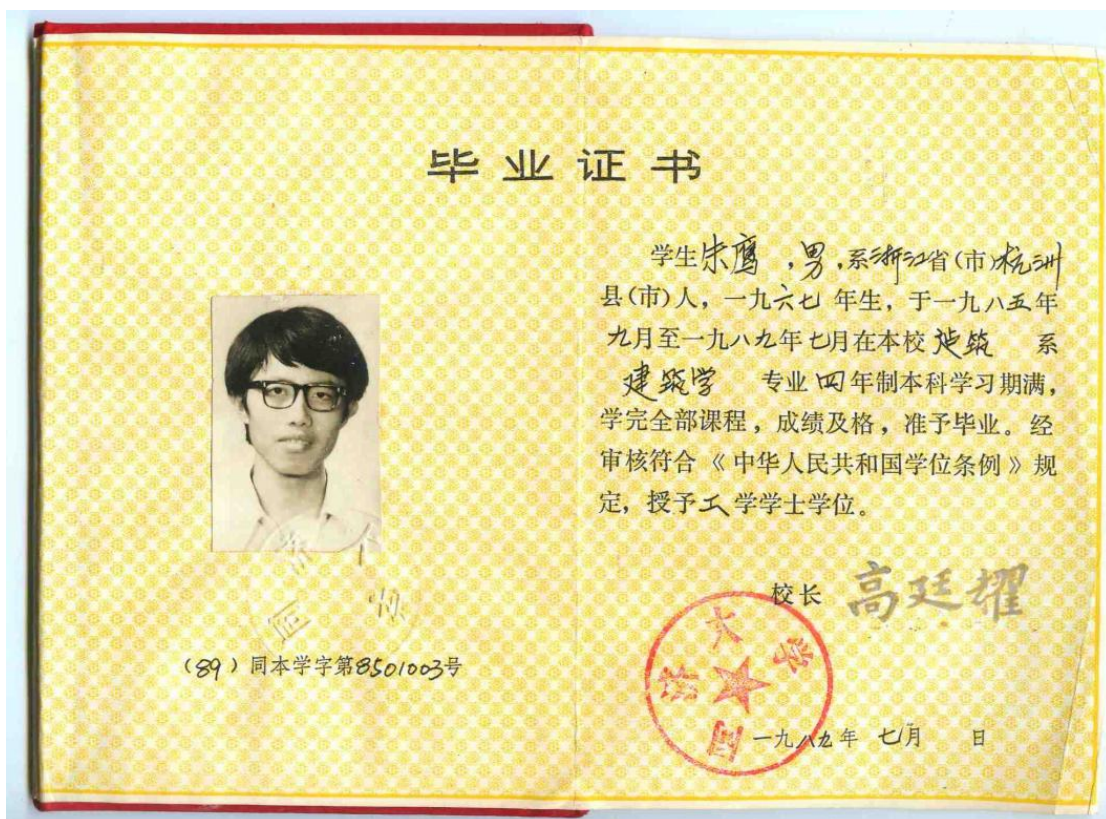 毕业证书
学生朱鹰,男,系浙江省(市)杭州
县(市)人,一九六七年生,于一九八五年
九月至一九八九年七月在本校建筑 系
建筑学 专业四年制本科学习期满,
学完全部课程,成绩及格,准予毕业。经
审核符合《中华人民共和国学位条例》规
定,授予工学学士学位。
校长 高廷耀
同济大学
一九八九年 七月 日
(89)同本学字第8501003号